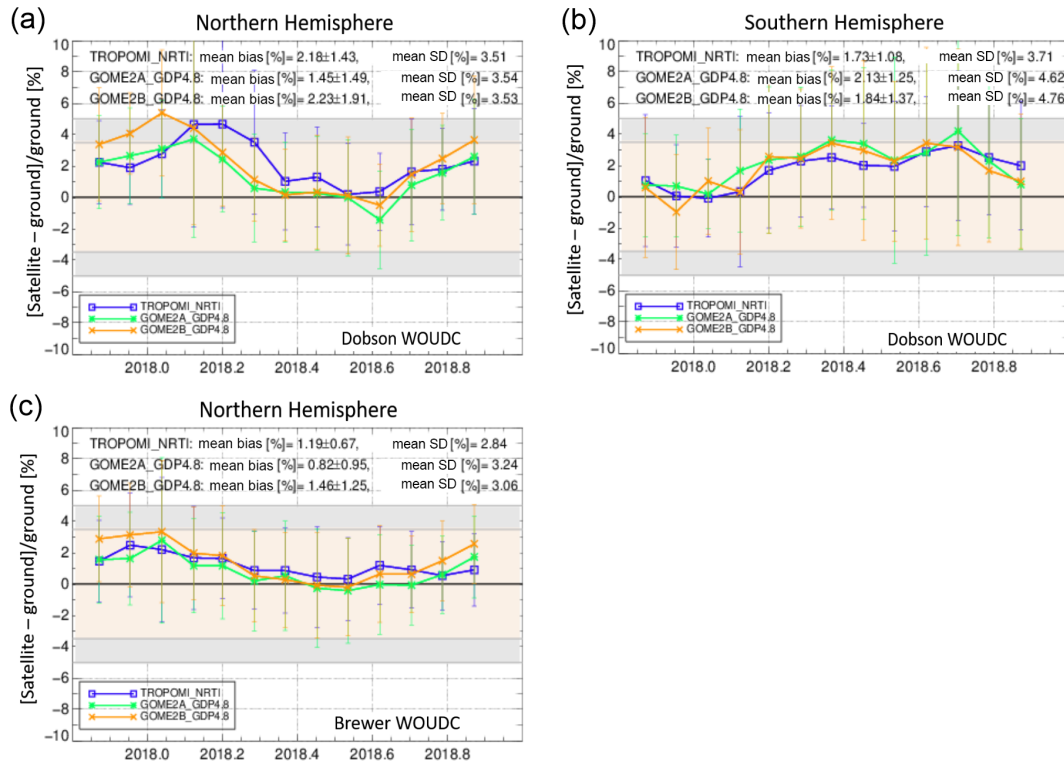 (a)
Northern Hemisphere
TROPOMI_NRTI: mean bias [%]= 2.18±1.43, mean SD [%]= 3.51
GOME2A_GDP4.8: mean bias [%]= 1.45±1.49, mean SD [%]= 3.54
GOME2B_GDP4.8: mean bias [%]= 2.23±1.91, mean SD [%]= 3.53
[Satellite – ground]/ground [%]
10
8
6
4
2
0
-2
-4
-6
-8
-10
TROPOMI_NRTI
GOME2A_GDP4.8
GOME2B_GDP4.8
Dobson WOUDC
2018.0 2018.2 2018.4 2018.6 2018.8
(b)
Southern Hemisphere
TROPOMI_NRTI: mean bias [%]= 1.73±1.08, mean SD [%]= 3.71
GOME2A_GDP4.8: mean bias [%]= 2.13±1.25, mean SD [%]= 4.62
GOME2B_GDP4.8: mean bias [%]= 1.84±1.37, mean SD [%]= 4.76
10
8
6
4
2
0
-2
-4
-6
-8
-10
TROPOMI_NRTI
GOME2A_GDP4.8
GOME2B_GDP4.8
Dobson WOUDC
2018.0 2018.2 2018.4 2018.6 2018.8
(c)
Northern Hemisphere
TROPOMI_NRTI: mean bias [%]= 1.19±0.67, mean SD [%]= 2.84
GOME2A_GDP4.8: mean bias [%]= 0.82±0.95, mean SD [%]= 3.24
GOME2B_GDP4.8: mean bias [%]= 1.46±1.25, mean SD [%]= 3.06
[Satellite – ground]/ground [%]
10
8
6
4
2
0
-2
-4
-6
-8
-10
TROPOMI_NRTI
GOME2A_GDP4.8
GOME2B_GDP4.8
Brewer WOUDC
2018.0 2018.2 2018.4 2018.6 2018.8